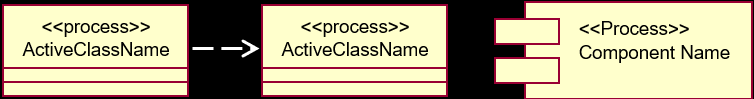 <<process>>
ActiveClassName
<<process>>
ActiveClassName
<<Process>>
Component Name